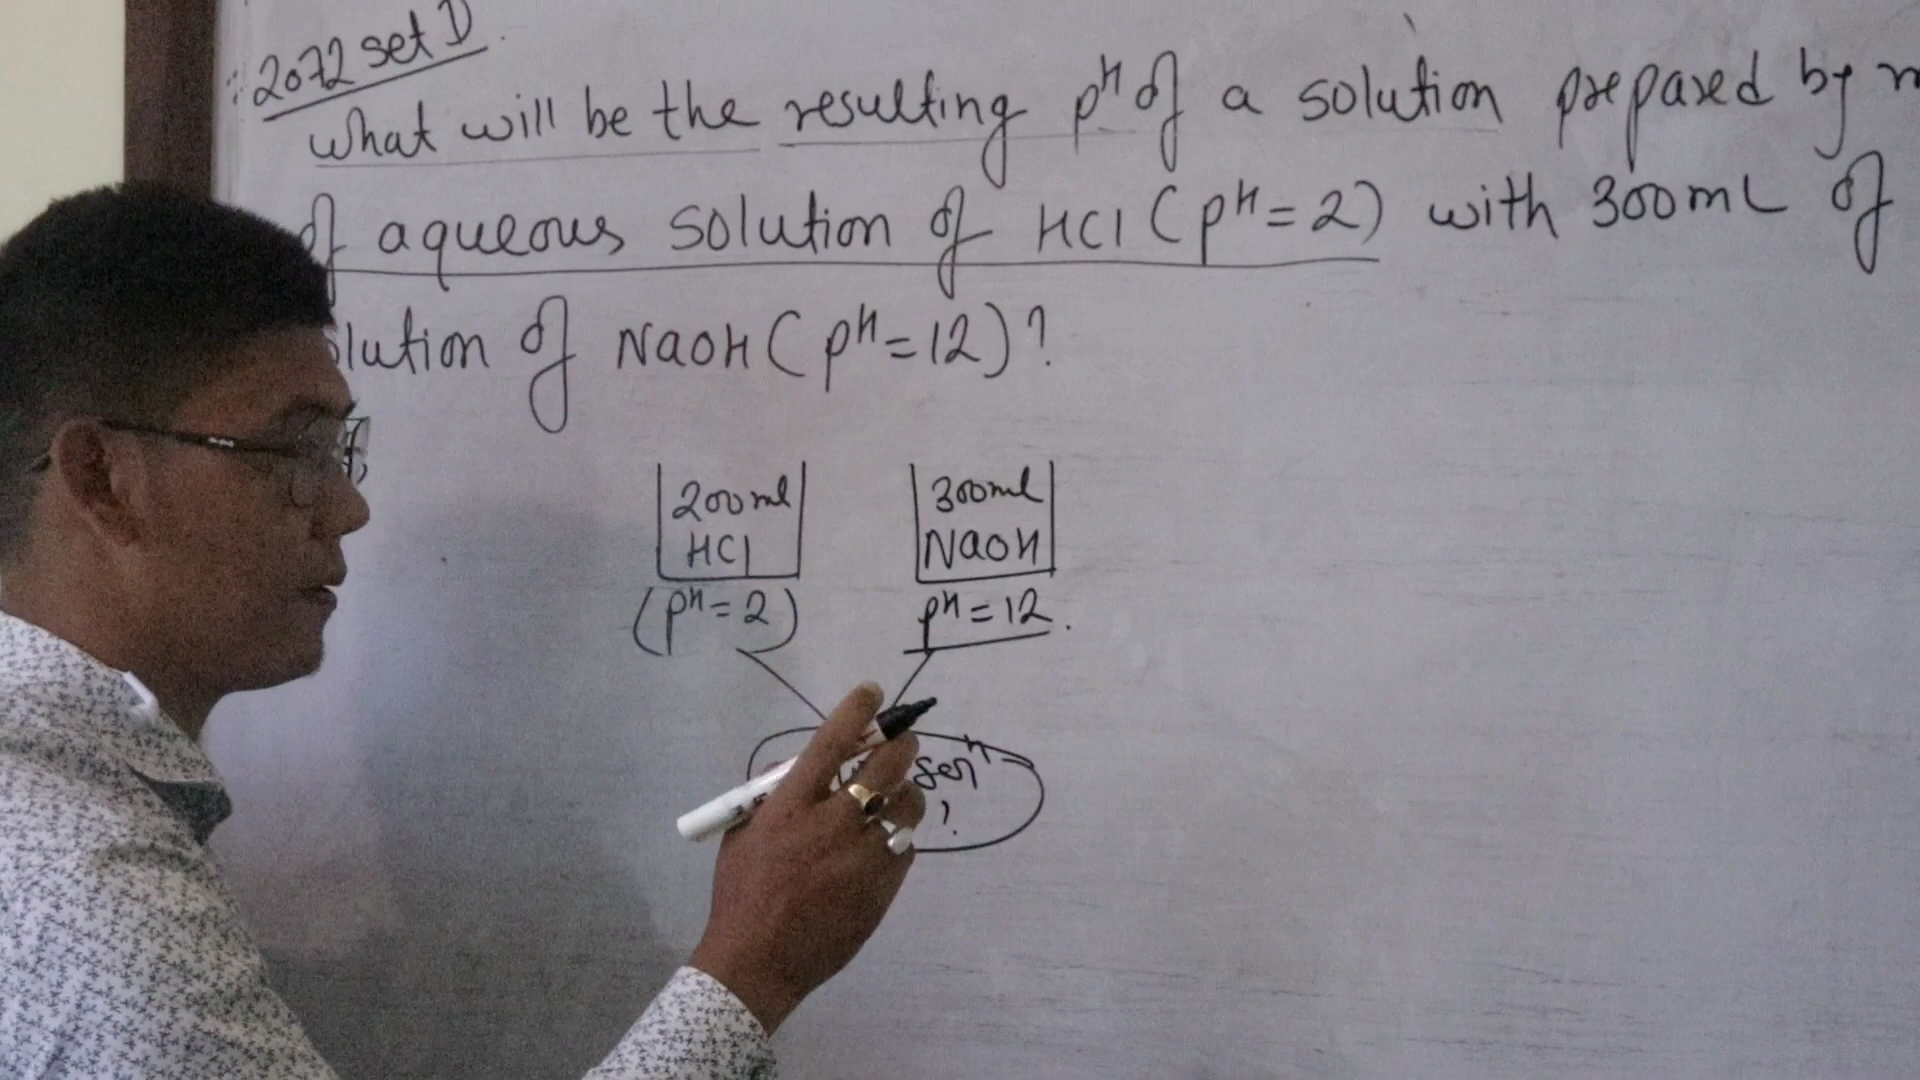 2072 set D.
what will be the resulting pH of a solution prepared by
of aqueous solution of HCl (pH=2) with 300mL of
lution of NaOH (pH=12)?
200ml 300ml
HCl NaOH
(pH=2) pH=12.
?